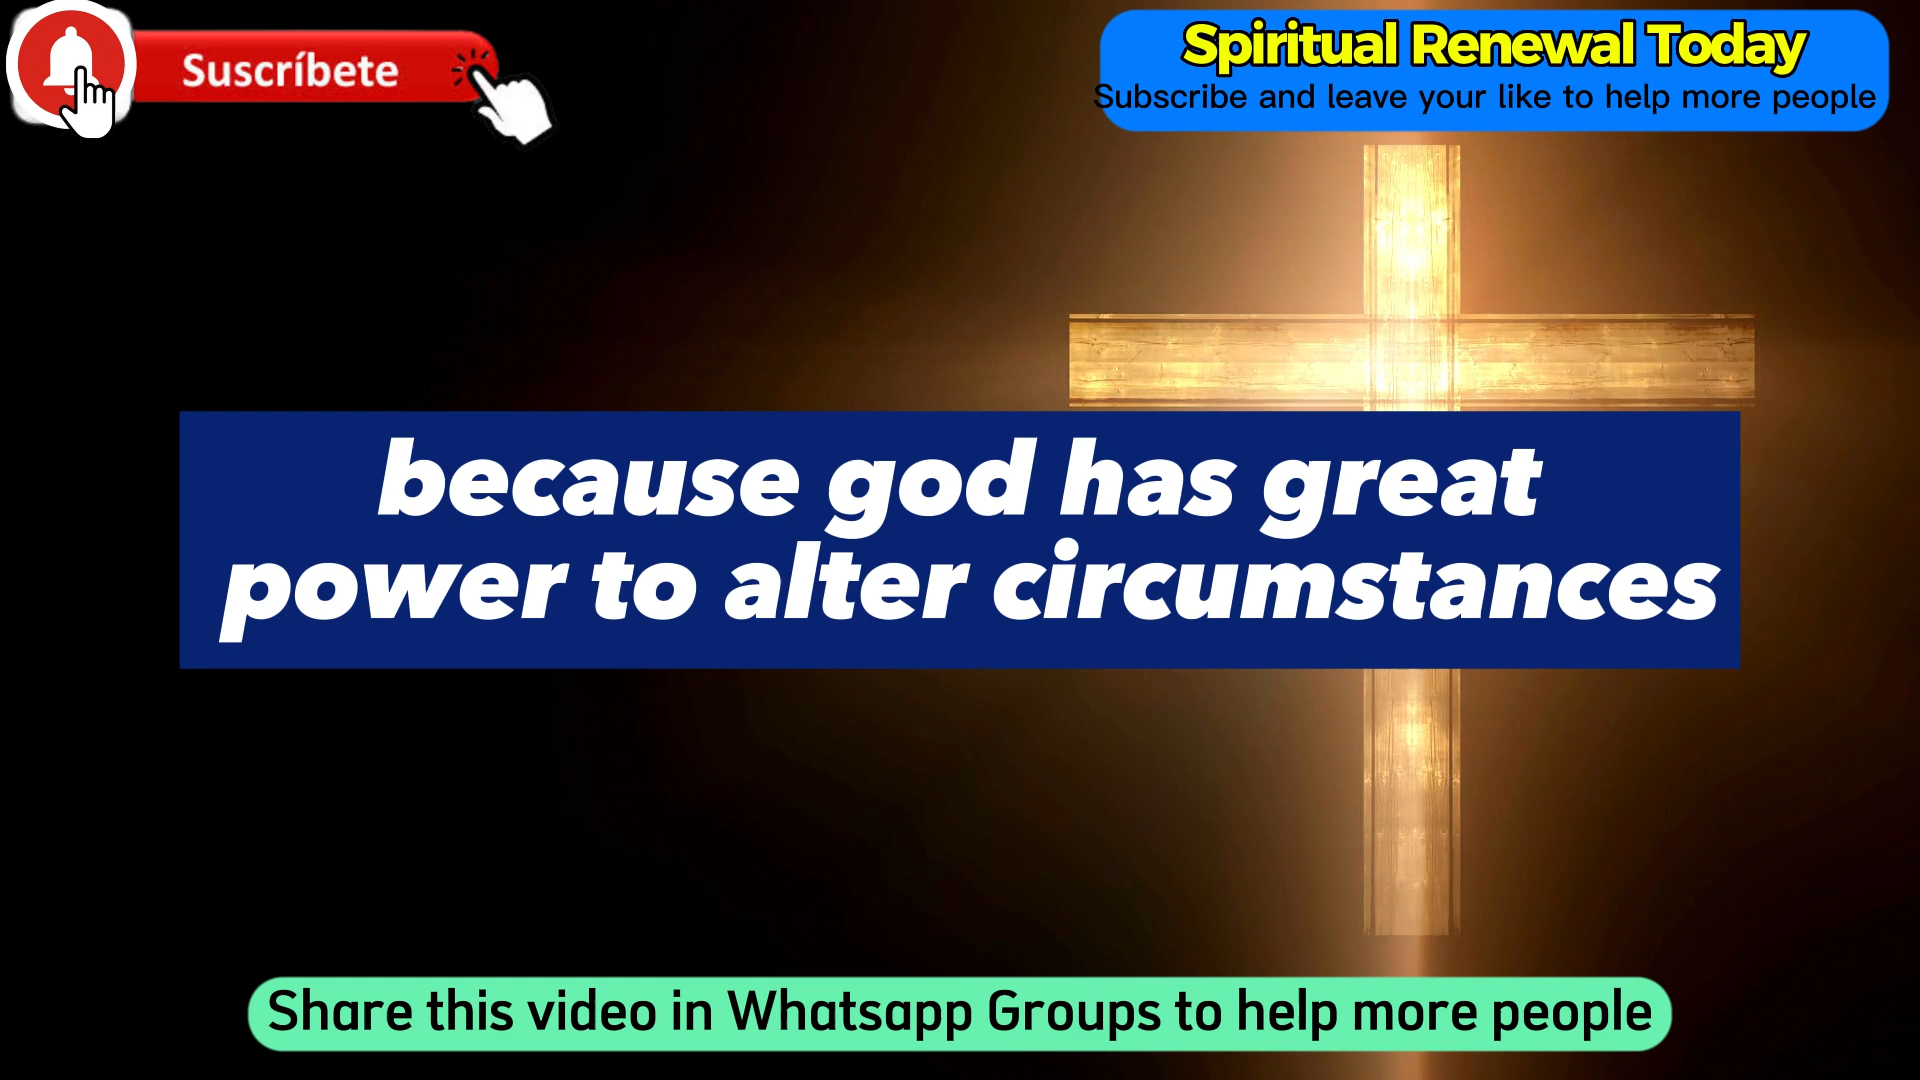 Suscríbete
Spiritual Renewal Today
Subscribe and leave your like to help more people
because god has great
power to alter circumstances
Share this video in Whatsapp Groups to help more people